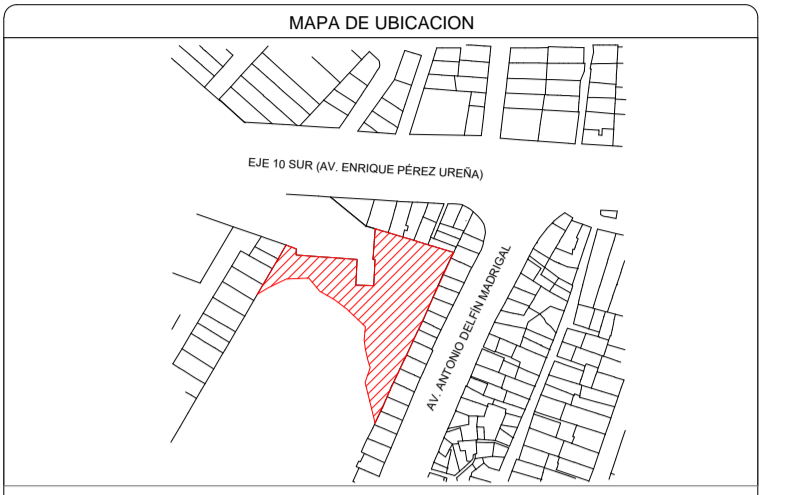 MAPA DE UBICACION
EJE 10 SUR (AV. ENRIQUE PÉREZ UREÑA)
AV. ANTONIO DELFÍN MADRIGAL